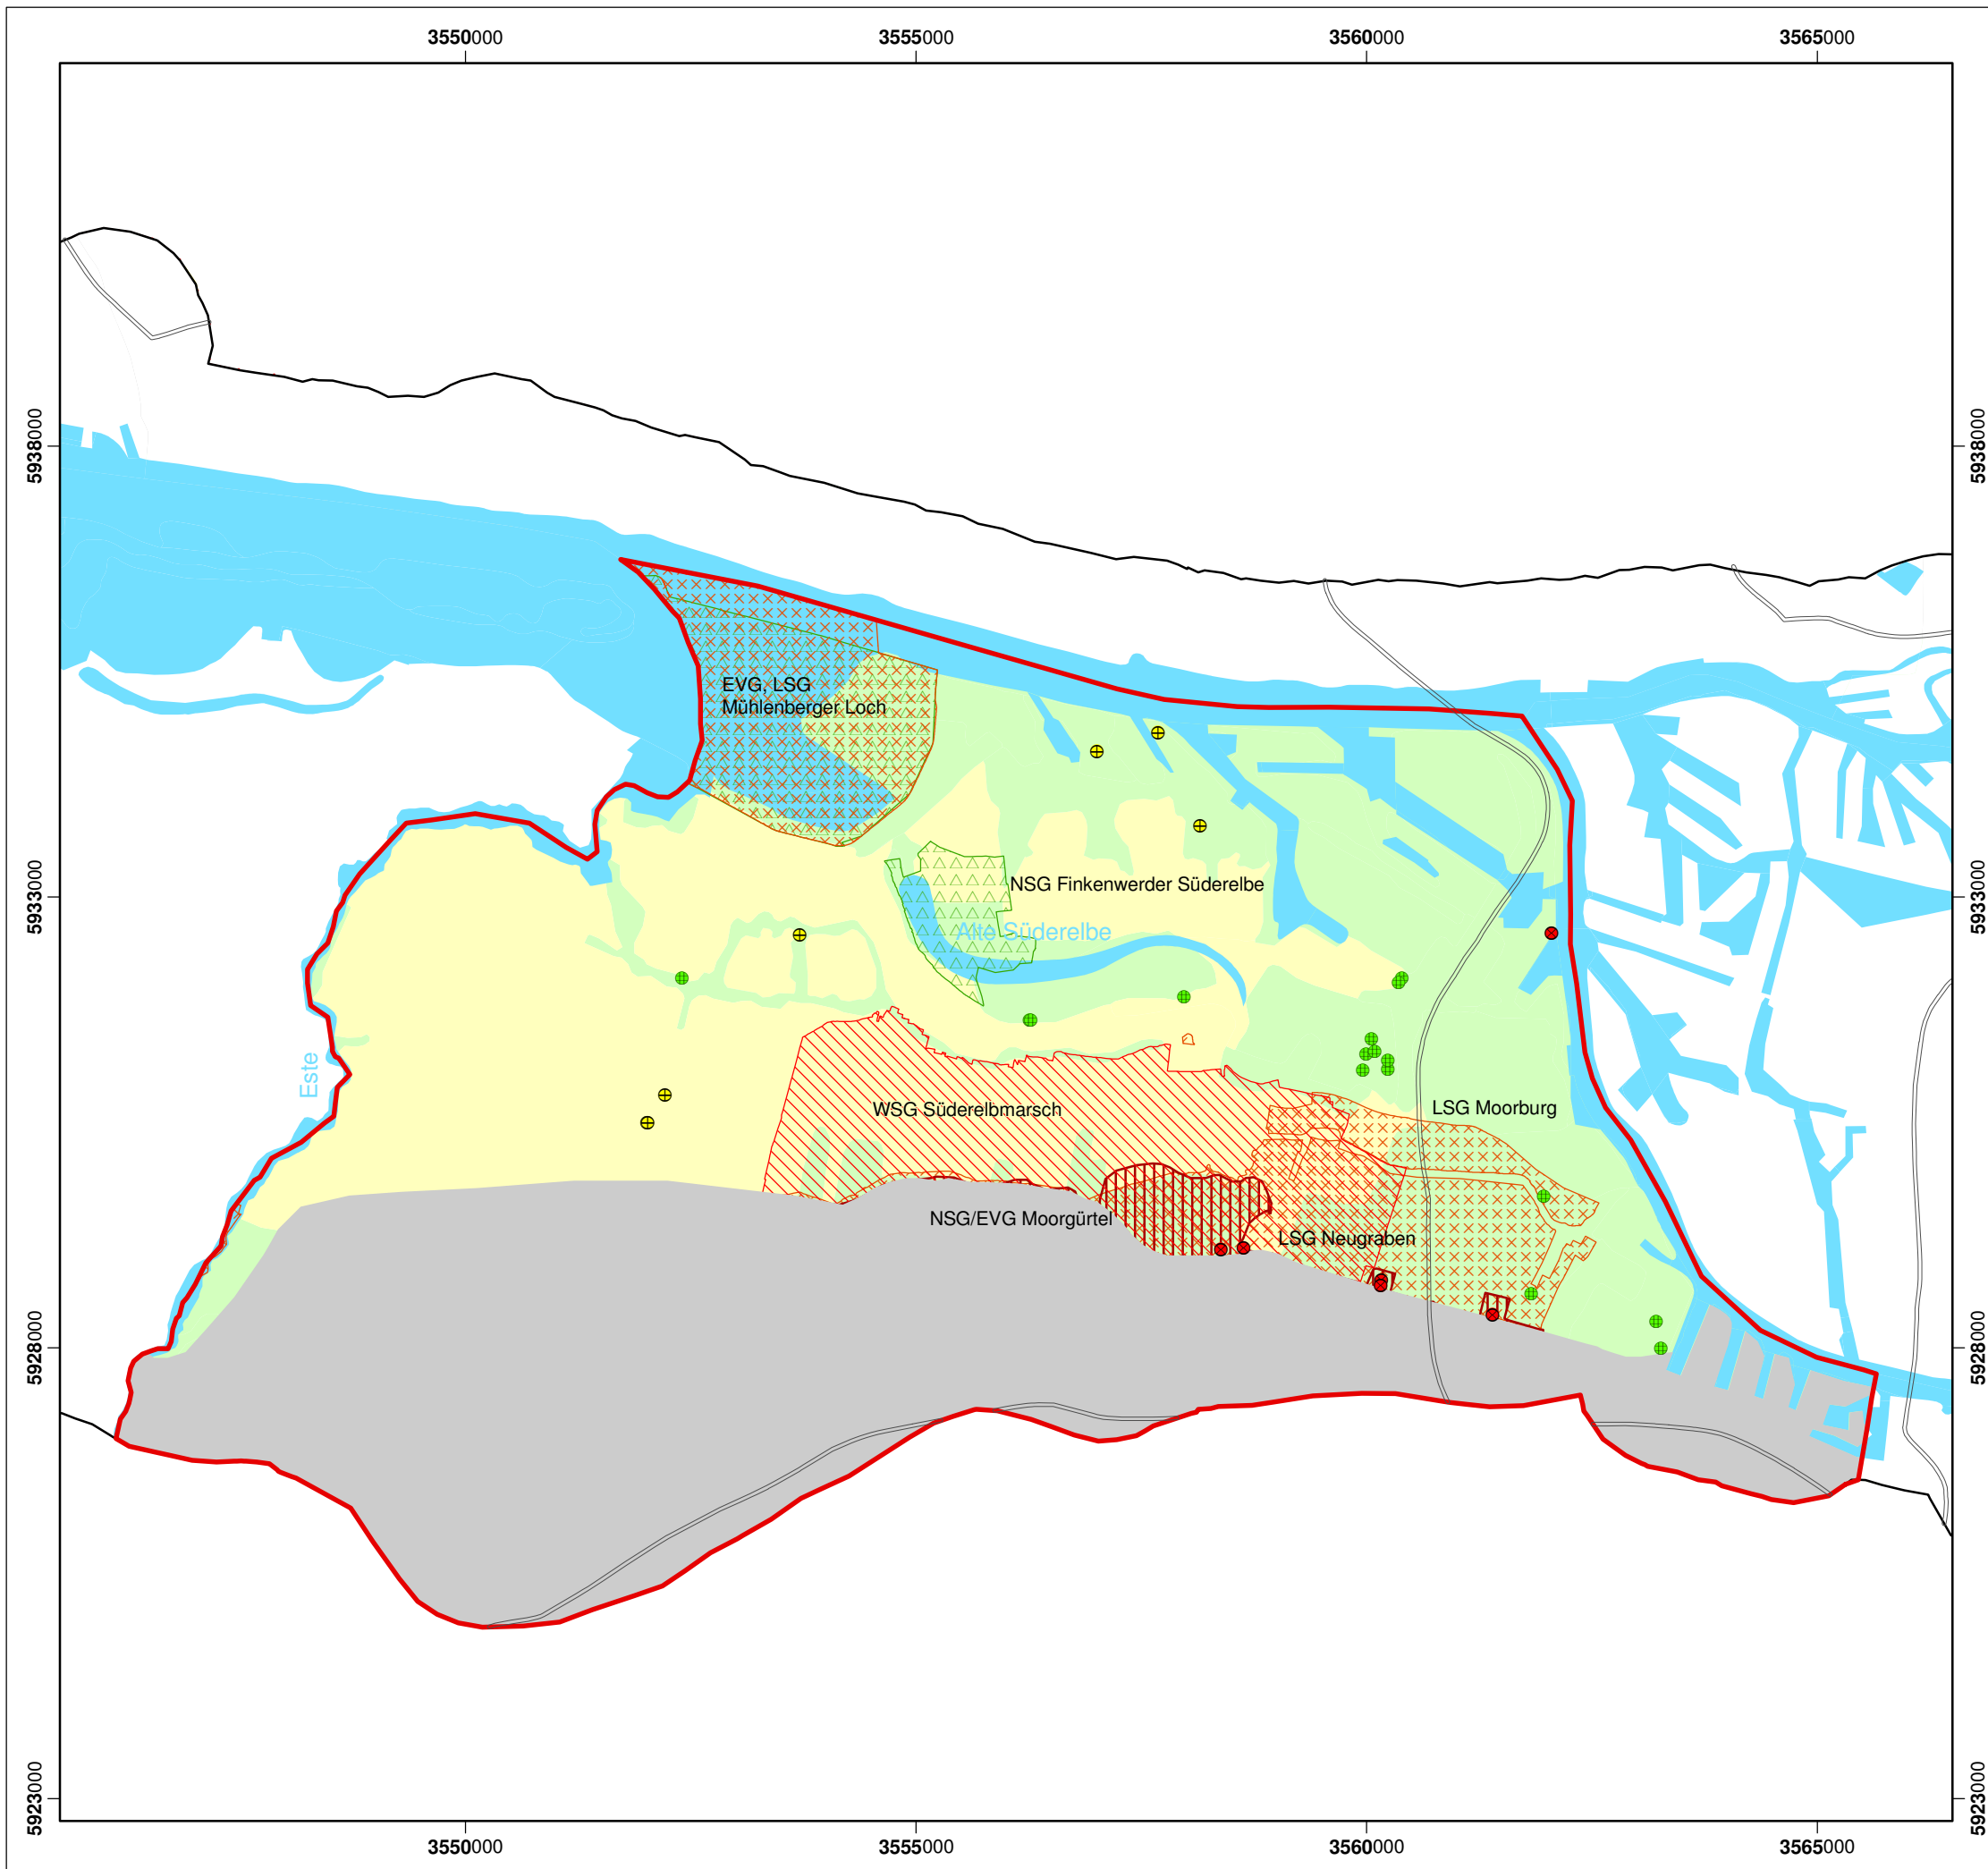 3550000 3555000 3560000 3565000
5938000 5938000
EVG, LSG
Mühlenberger Loch
NSG Finkenwerder Süderelbe
5933000 5933000
Alte Süderelbe
Este
WSG Süderelbmarsch
LSG Moorburg
NSG/EVG Moorgürtel
LSG Neugraben
5928000 5928000
5923000 5923000
3550000 3555000 3560000 3565000